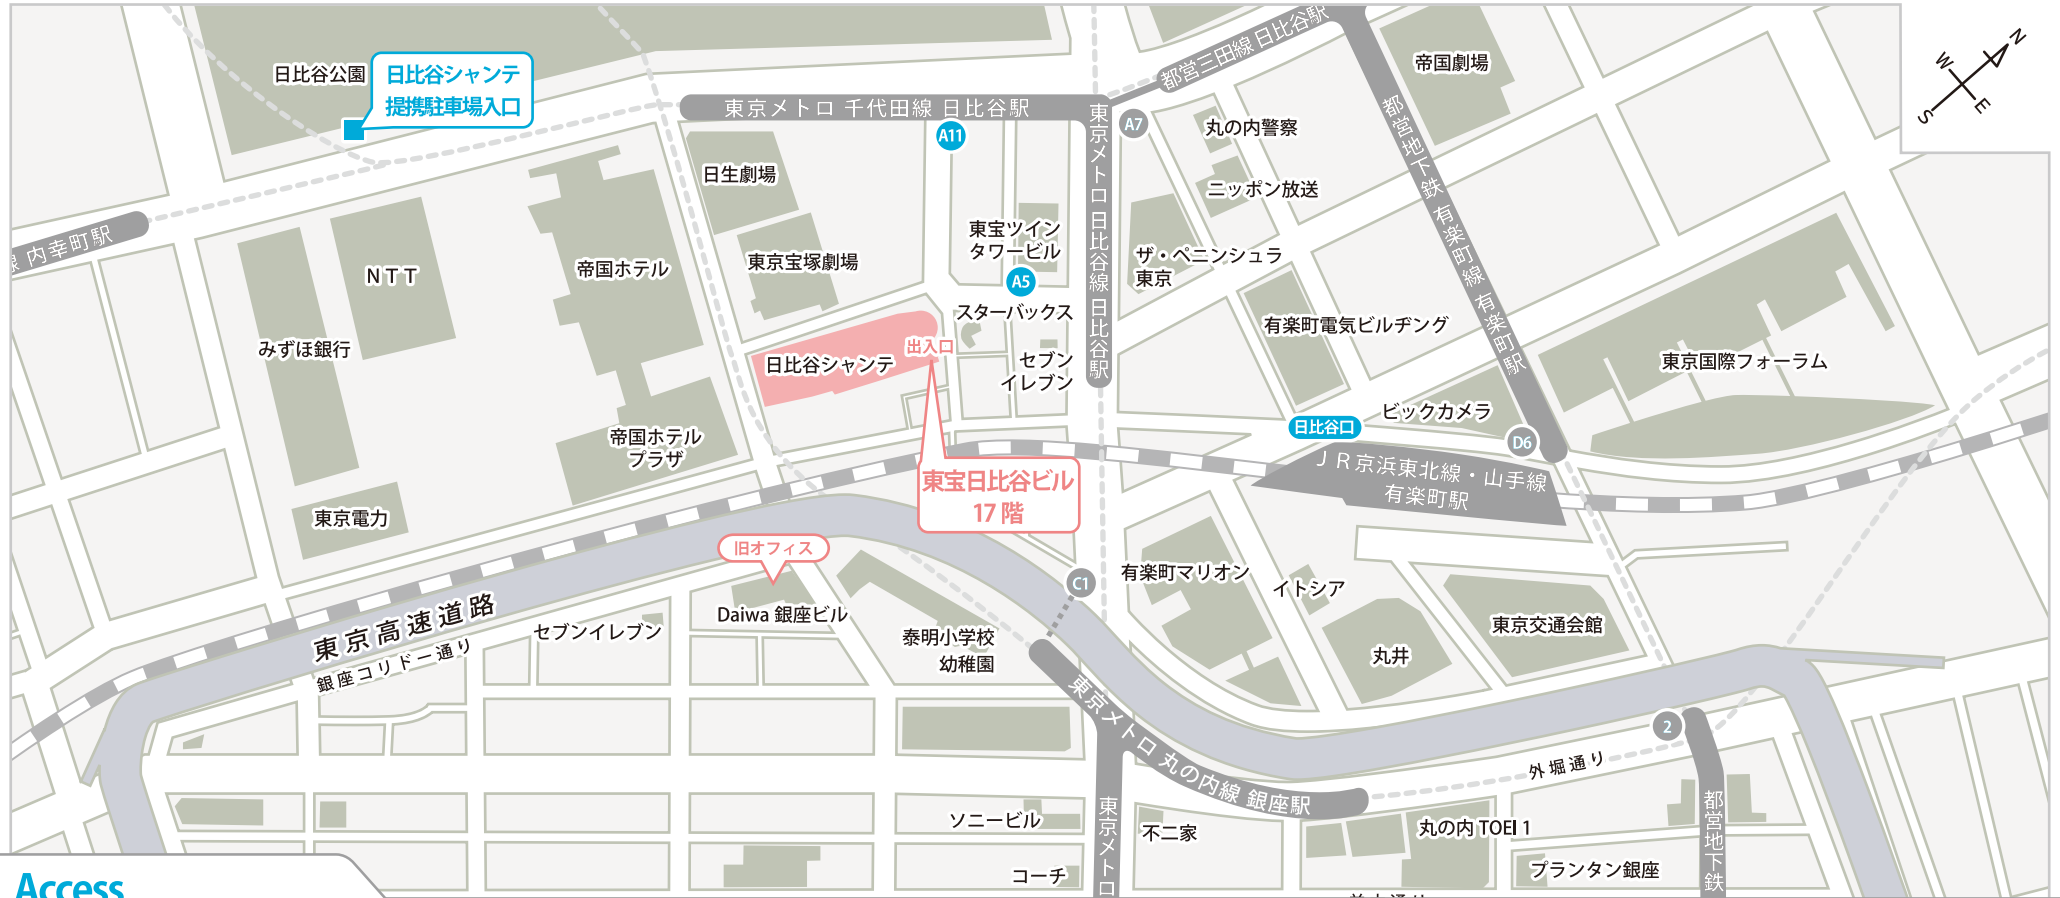 日比谷公園
日比谷シャンテ
提携駐車場入口
東京メトロ 千代田線 日比谷駅
都営三田線 日比谷駅
帝国劇場
N
W
E
S
A11
A7
丸の内警察
日生劇場
ニッポン放送
東京メトロ 日比谷線 日比谷駅
都営地下鉄 有楽町線 有楽町駅
内幸町駅
NTT
帝国ホテル
東京宝塚劇場
東宝ツイン
タワービル
A5
ザ・ペニンシュラ
東京
スターバックス
有楽町電気ビルヂング
みずほ銀行
出入口
日比谷シャンテ
セブン
イレブン
東京国際フォーラム
帝国ホテル
プラザ
日比谷口
ビックカメラ
D6
JR京浜東北線・山手線
有楽町駅
東宝日比谷ビル
17 階
東京電力
旧オフィス
有楽町マリオン
イトシア
C1
東京高速道路
銀座コリドー通り
セブンイレブン
Daiwa 銀座ビル
泰明小学校
幼稚園
丸井
東京交通会館
東京メトロ 丸の内線 銀座駅
2
外堀通り
ソニービル
東京メトロ
不二家
丸の内 TOEI 1
都営地下鉄
コーチ
プランタン銀座
Access